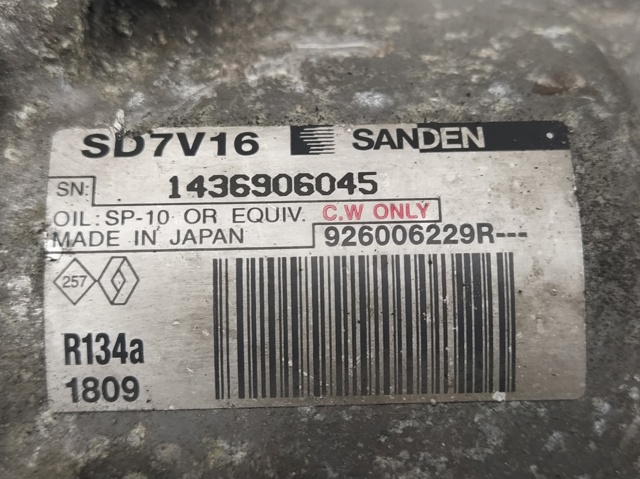 SD7V16 SANDEN
SN: 1436906045
OIL: SP-10 OR EQUIV. C.W ONLY
MADE IN JAPAN 926006229R---
257
R134a
1809